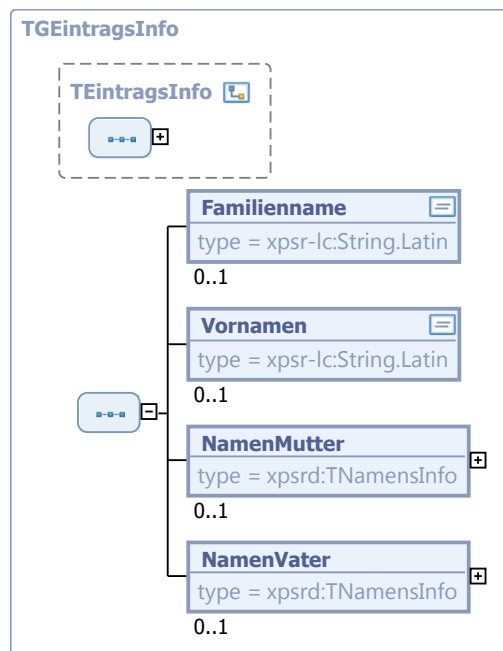 TGEintragsInfo
TEintragsInfo
Familienname
type = xpsr-lc:String.Latin
0..1
Vornamen
type = xpsr-lc:String.Latin
0..1
NamenMutter
type = xpsrd:TNamensInfo
0..1
NamenVater
type = xpsrd:TNamensInfo
0..1